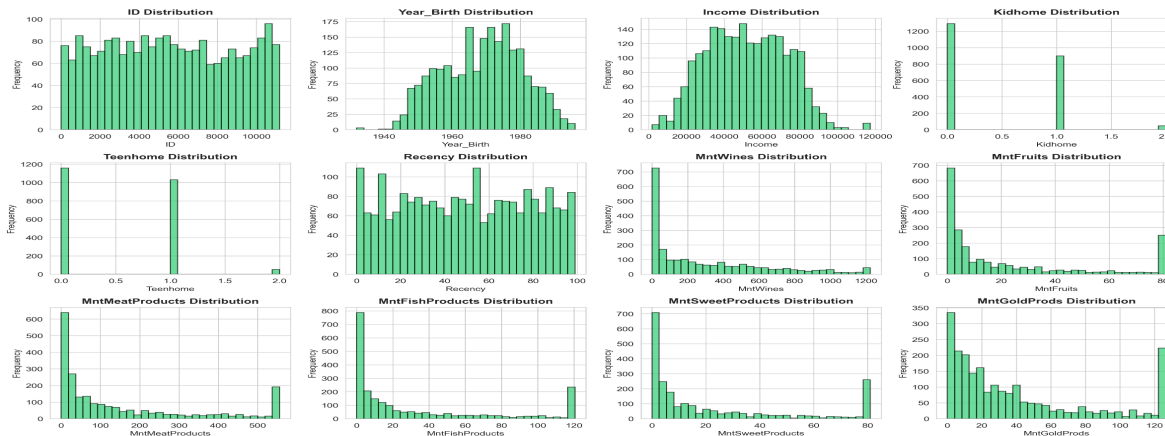 ID Distribution
Frequency
0 20 40 60 80
0 2000 4000 6000 8000 10000
ID
Year_Birth Distribution
Frequency
0 25 50 75 100 125 150 175
1940 1960 1980
Year_Birth
Income Distribution
Frequency
0 20 40 60 80 100 120 140
0 20000 40000 60000 80000 100000 120000
Income
Kidhome Distribution
Frequency
0 200 400 600 800 1000 1200
0.0 0.5 1.0 1.5 2.
Kidhome
Teenhome Distribution
Frequency
0 200 400 600 800 1000 1200
0.0 0.5 1.0 1.5 2.0
Teenhome
Recency Distribution
Frequency
0 20 40 60 80 100
0 20 40 60 80 100
Recency
MntWines Distribution
Frequency
0 100 200 300 400 500 600 700
0 200 400 600 800 1000 1200
MntWines
MntFruits Distribution
Frequency
0 100 200 300 400 500 600 700
0 20 40 60 80
MntFruits
MntMeatProducts Distribution
Frequency
0 100 200 300 400 500 600
0 100 200 300 400 500
MntMeatProducts
MntFishProducts Distribution
Frequency
0 100 200 300 400 500 600 700 800
0 20 40 60 80 100 120
MntFishProducts
MntSweetProducts Distribution
Frequency
0 100 200 300 400 500 600 700
0 20 40 60 80
MntSweetProducts
MntGoldProds Distribution
Frequency
0 50 100 150 200 250 300 350
0 20 40 60 80 100 120
MntGoldProds